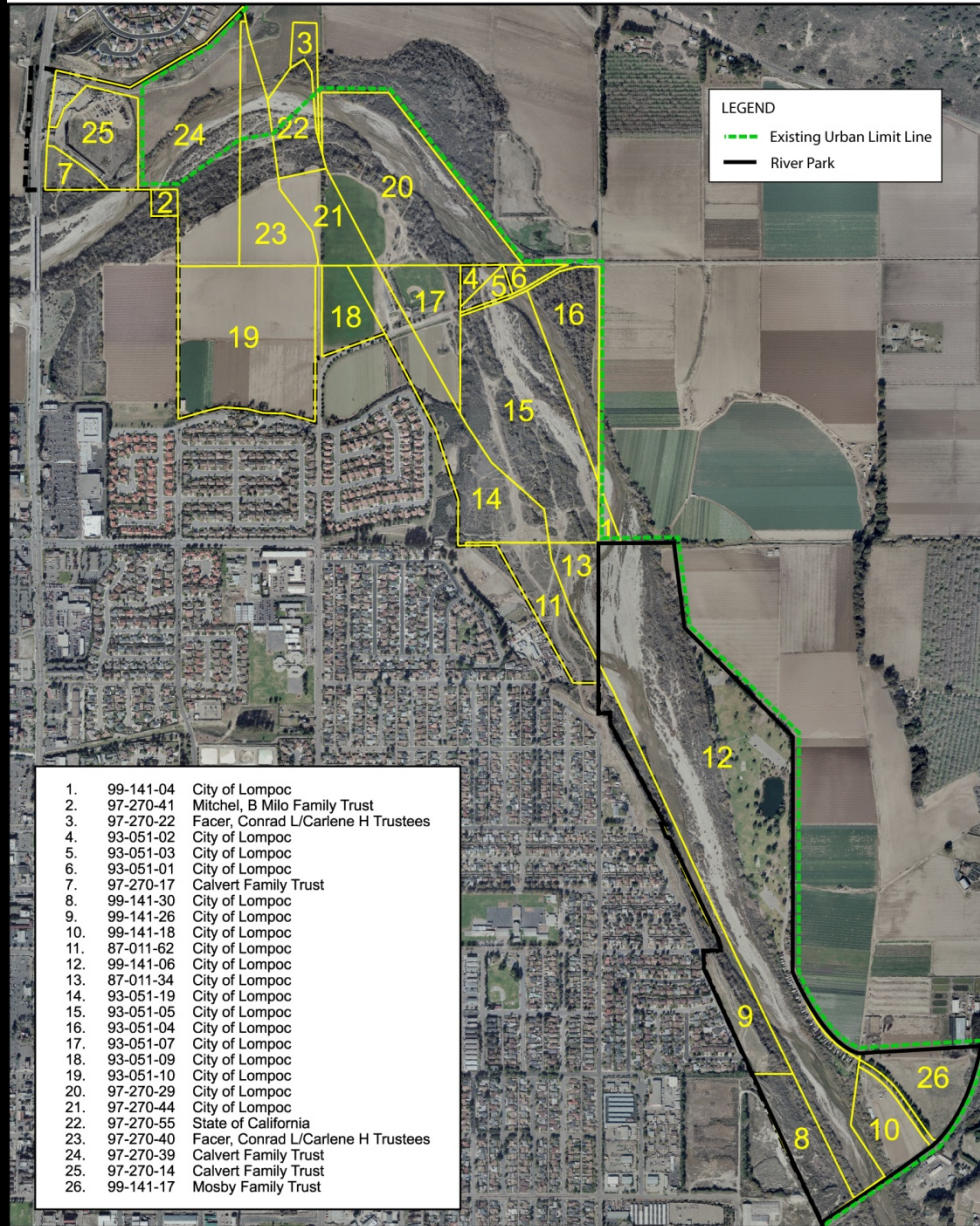 3
25
24
22
7
2
20
23
21
LEGEND
Existing Urban Limit Line
River Park
4
5
6
16
17
18
19
15
14
1
13
11
12
9
26
10
8
1. 99-141-04 City of Lompoc
2. 97-270-41 Mitchel, B Milo Family Trust
3. 97-270-22 Facer, Conrad L/Carlene H Trustees
4. 93-051-02 City of Lompoc
5. 93-051-03 City of Lompoc
6. 93-051-01 City of Lompoc
7. 97-270-17 Calvert Family Trust
8. 99-141-30 City of Lompoc
9. 99-141-26 City of Lompoc
10. 99-141-18 City of Lompoc
11. 87-011-62 City of Lompoc
12. 99-141-06 City of Lompoc
13. 87-011-34 City of Lompoc
14. 93-051-19 City of Lompoc
15. 93-051-05 City of Lompoc
16. 93-051-04 City of Lompoc
17. 93-051-07 City of Lompoc
18. 93-051-09 City of Lompoc
19. 93-051-10 City of Lompoc
20. 97-270-29 City of Lompoc
21. 97-270-44 City of Lompoc
22. 97-270-55 State of California
23. 97-270-40 Facer, Conrad L/Carlene H Trustees
24. 97-270-39 Calvert Family Trust
25. 97-270-14 Calvert Family Trust
26. 99-141-17 Mosby Family Trust